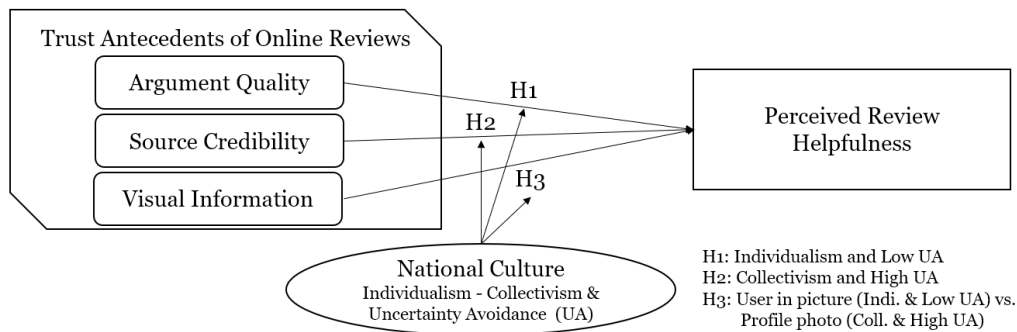 Trust Antecedents of Online Reviews
Argument Quality
Source Credibility
Visual Information
H1
H2
H3
Perceived Review
Helpfulness
National Culture
Individualism - Collectivism &
Uncertainty Avoidance (UA)
H1: Individualism and Low UA
H2: Collectivism and High UA
H3: User in picture (Indi. & Low UA) vs.
Profile photo (Coll. & High UA)